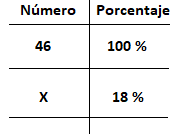 Número Porcentaje
46 100 %
X 18 %